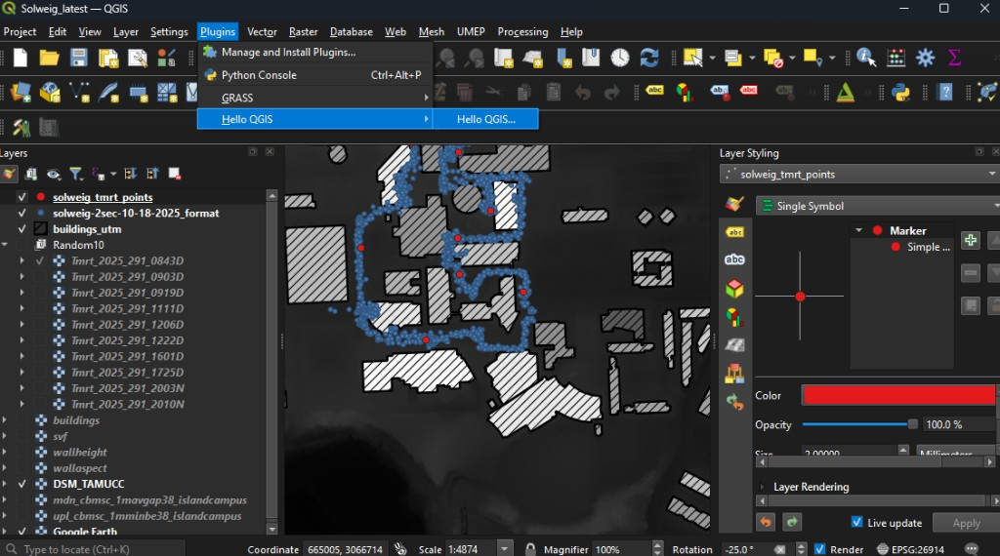 Solweig_latest — QGIS
Project Edit View Layer Settings Plugins Vector Raster Database Web Mesh UMEP Processing Help
Manage and Install Plugins...
Python Console Ctrl+Alt+P
GRASS
Hello QGIS
Hello QGIS...
Layers
solweig_tmrt_points
solweig-2sec-10-18-2025_format
buildings_utm
Random10
Tmrt_2025_291_0843D
Tmrt_2025_291_0903D
Tmrt_2025_291_0919D
Tmrt_2025_291_1111D
Tmrt_2025_291_1206D
Tmrt_2025_291_1222D
Tmrt_2025_291_1601D
Tmrt_2025_291_1725D
Tmrt_2025_291_2003N
Tmrt_2025_291_2010N
buildings
svf
wallheight
wallaspect
DSM_TAMUCC
mdn_cbmsc_1mavgap38_islandcampus
upl_cbmsc_1mminbe38_islandcampus
Google Earth
Layer Styling
solweig_tmrt_points
Single Symbol
Marker
Simple ...
Color
Opacity 100.0 %
Size 2.00000 Millimeters
Layer Rendering
Live update Apply
Type to locate (Ctrl+K) Coordinate 665005, 3066714 Scale 1:4874 Magnifier 100% Rotation -25.0 ° Render EPSG:26914